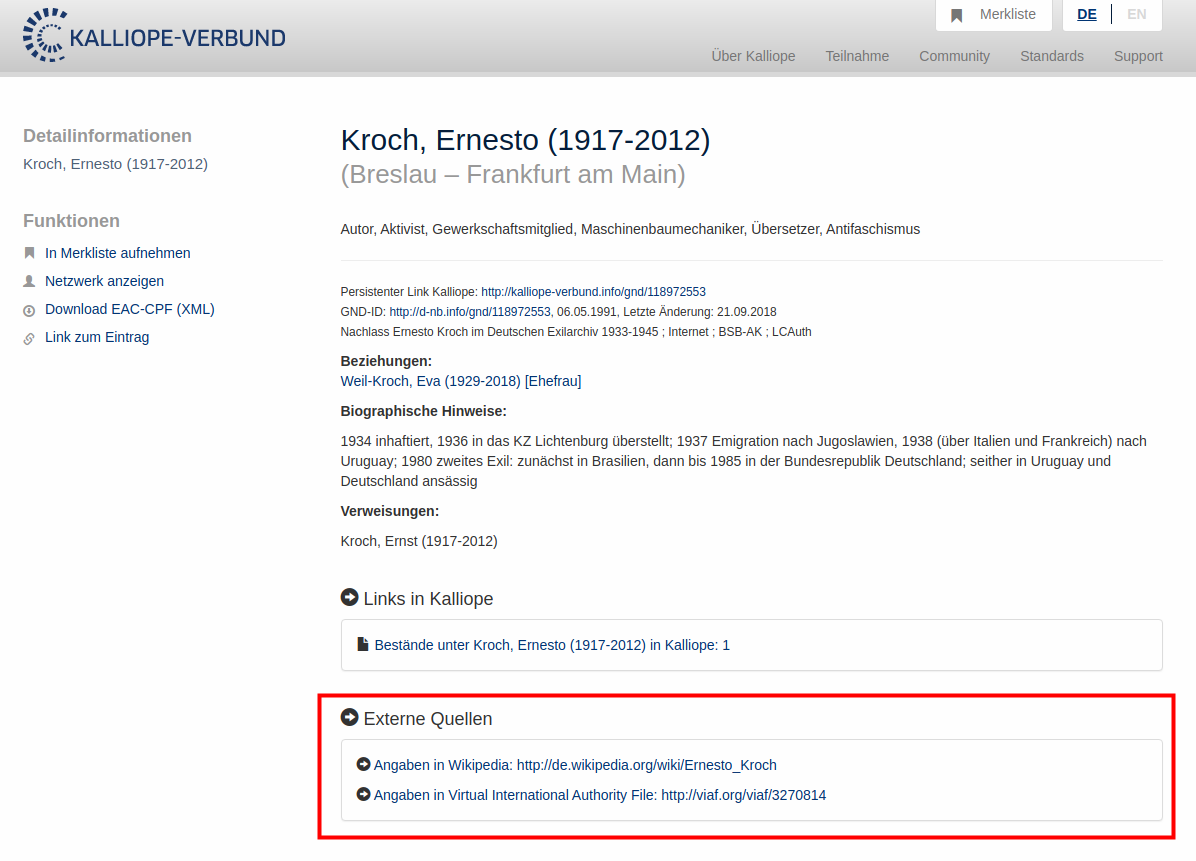 KALLIOPE-VERBUND
Merkliste
DE
EN
Über Kalliope
Teilnahme
Community
Standards
Support
Detailinformationen
Kroch, Ernesto (1917-2012)
Funktionen
In Merkliste aufnehmen
Netzwerk anzeigen
Download EAC-CPF (XML)
Link zum Eintrag
Kroch, Ernesto (1917-2012)
(Breslau – Frankfurt am Main)
Autor, Aktivist, Gewerkschaftsmitglied, Maschinenbaumechaniker, Übersetzer, Antifaschismus
Persistenter Link Kalliope: http://kalliope-verbund.info/gnd/118972553
GND-ID: http://d-nb.info/gnd/118972553, 06.05.1991, Letzte Änderung: 21.09.2018
Nachlass Ernesto Kroch im Deutschen Exilarchiv 1933-1945 ; Internet ; BSB-AK ; LCAuth
Beziehungen:
Weil-Kroch, Eva (1929-2018) [Ehefrau]
Biographische Hinweise:
1934 inhaftiert, 1936 in das KZ Lichtenburg überstellt; 1937 Emigration nach Jugoslawien, 1938 (über Italien und Frankreich) nach
Uruguay; 1980 zweites Exil: zunächst in Brasilien, dann bis 1985 in der Bundesrepublik Deutschland; seither in Uruguay und
Deutschland ansässig
Verweisungen:
Kroch, Ernst (1917-2012)
Links in Kalliope
Bestände unter Kroch, Ernesto (1917-2012) in Kalliope: 1
Externe Quellen
Angaben in Wikipedia: http://de.wikipedia.org/wiki/Ernesto_Kroch
Angaben in Virtual International Authority File: http://viaf.org/viaf/3270814